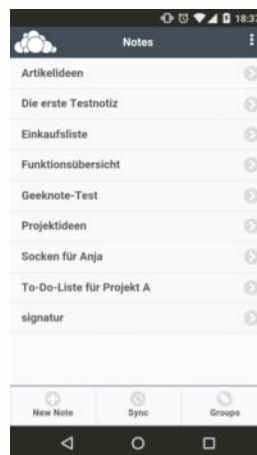 18:37
Notes
Artikelideen
Die erste Testnotiz
Einkaufsliste
Funktionsübersicht
Geeknote-Test
Projektideen
Socken für Anja
To-Do-Liste für Projekt A
signatur
New Note Sync Groups